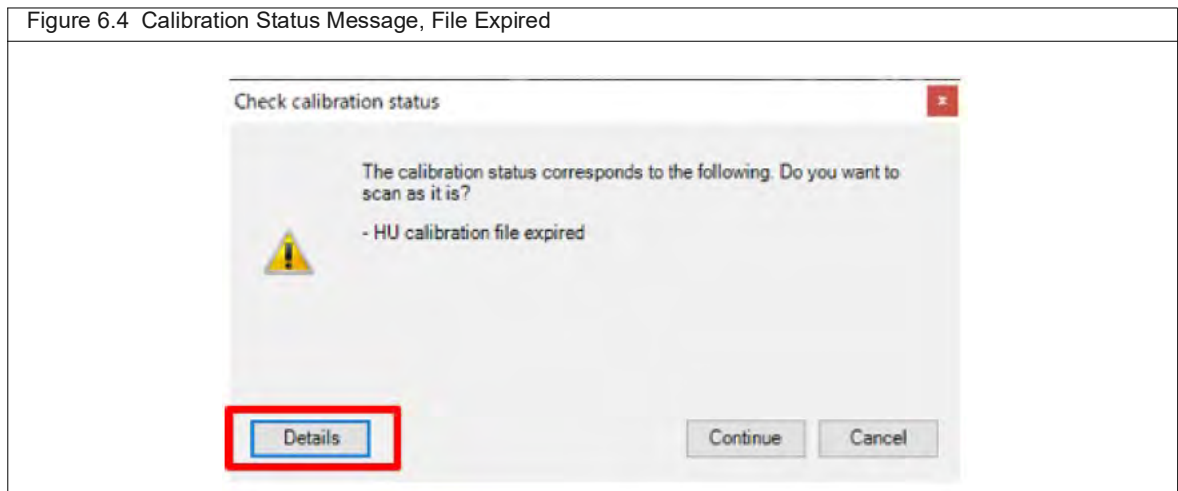 Figure 6.4 Calibration Status Message, File Expired
Check calibration status
x
The calibration status corresponds to the following. Do you want to
scan as it is?
- HU calibration file expired
Details
Continue Cancel